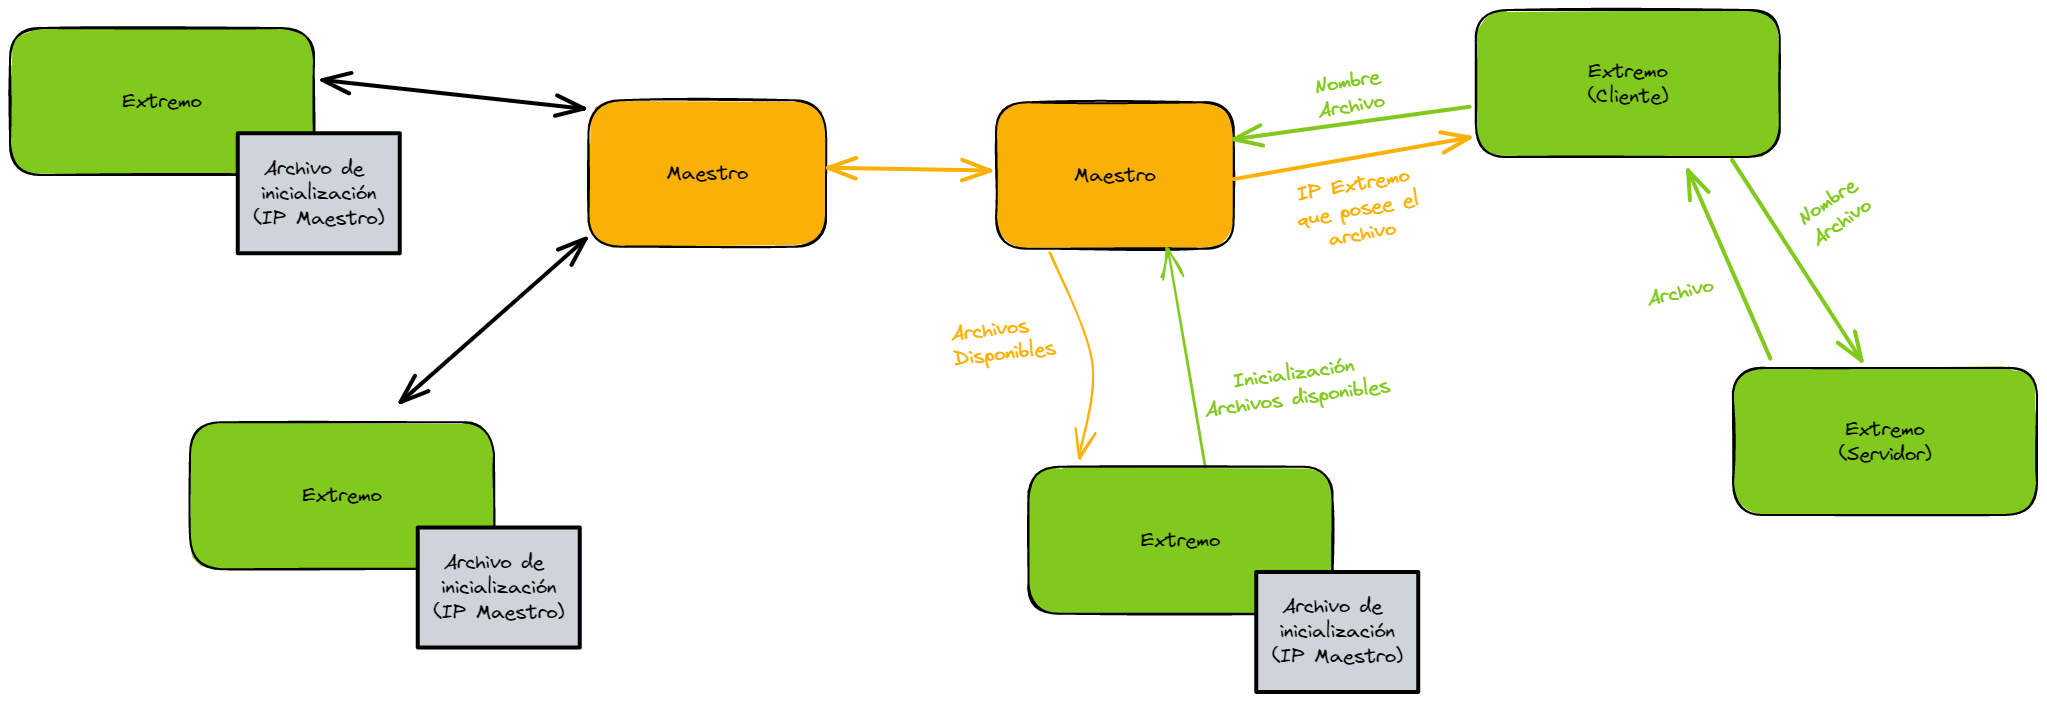 Extremo
Archivo de
inicialización
(IP Maestro)
Maestro
Extremo
Archivo de
inicialización
(IP Maestro)
Maestro
Nombre
Archivo
IP Extremo
que posee el
archivo
Extremo
(Cliente)
Nombre
Archivo
Archivo
Extremo
(Servidor)
Archivos
Disponibles
Inicialización
Archivos disponibles
Extremo
Archivo de
inicialización
(IP Maestro)